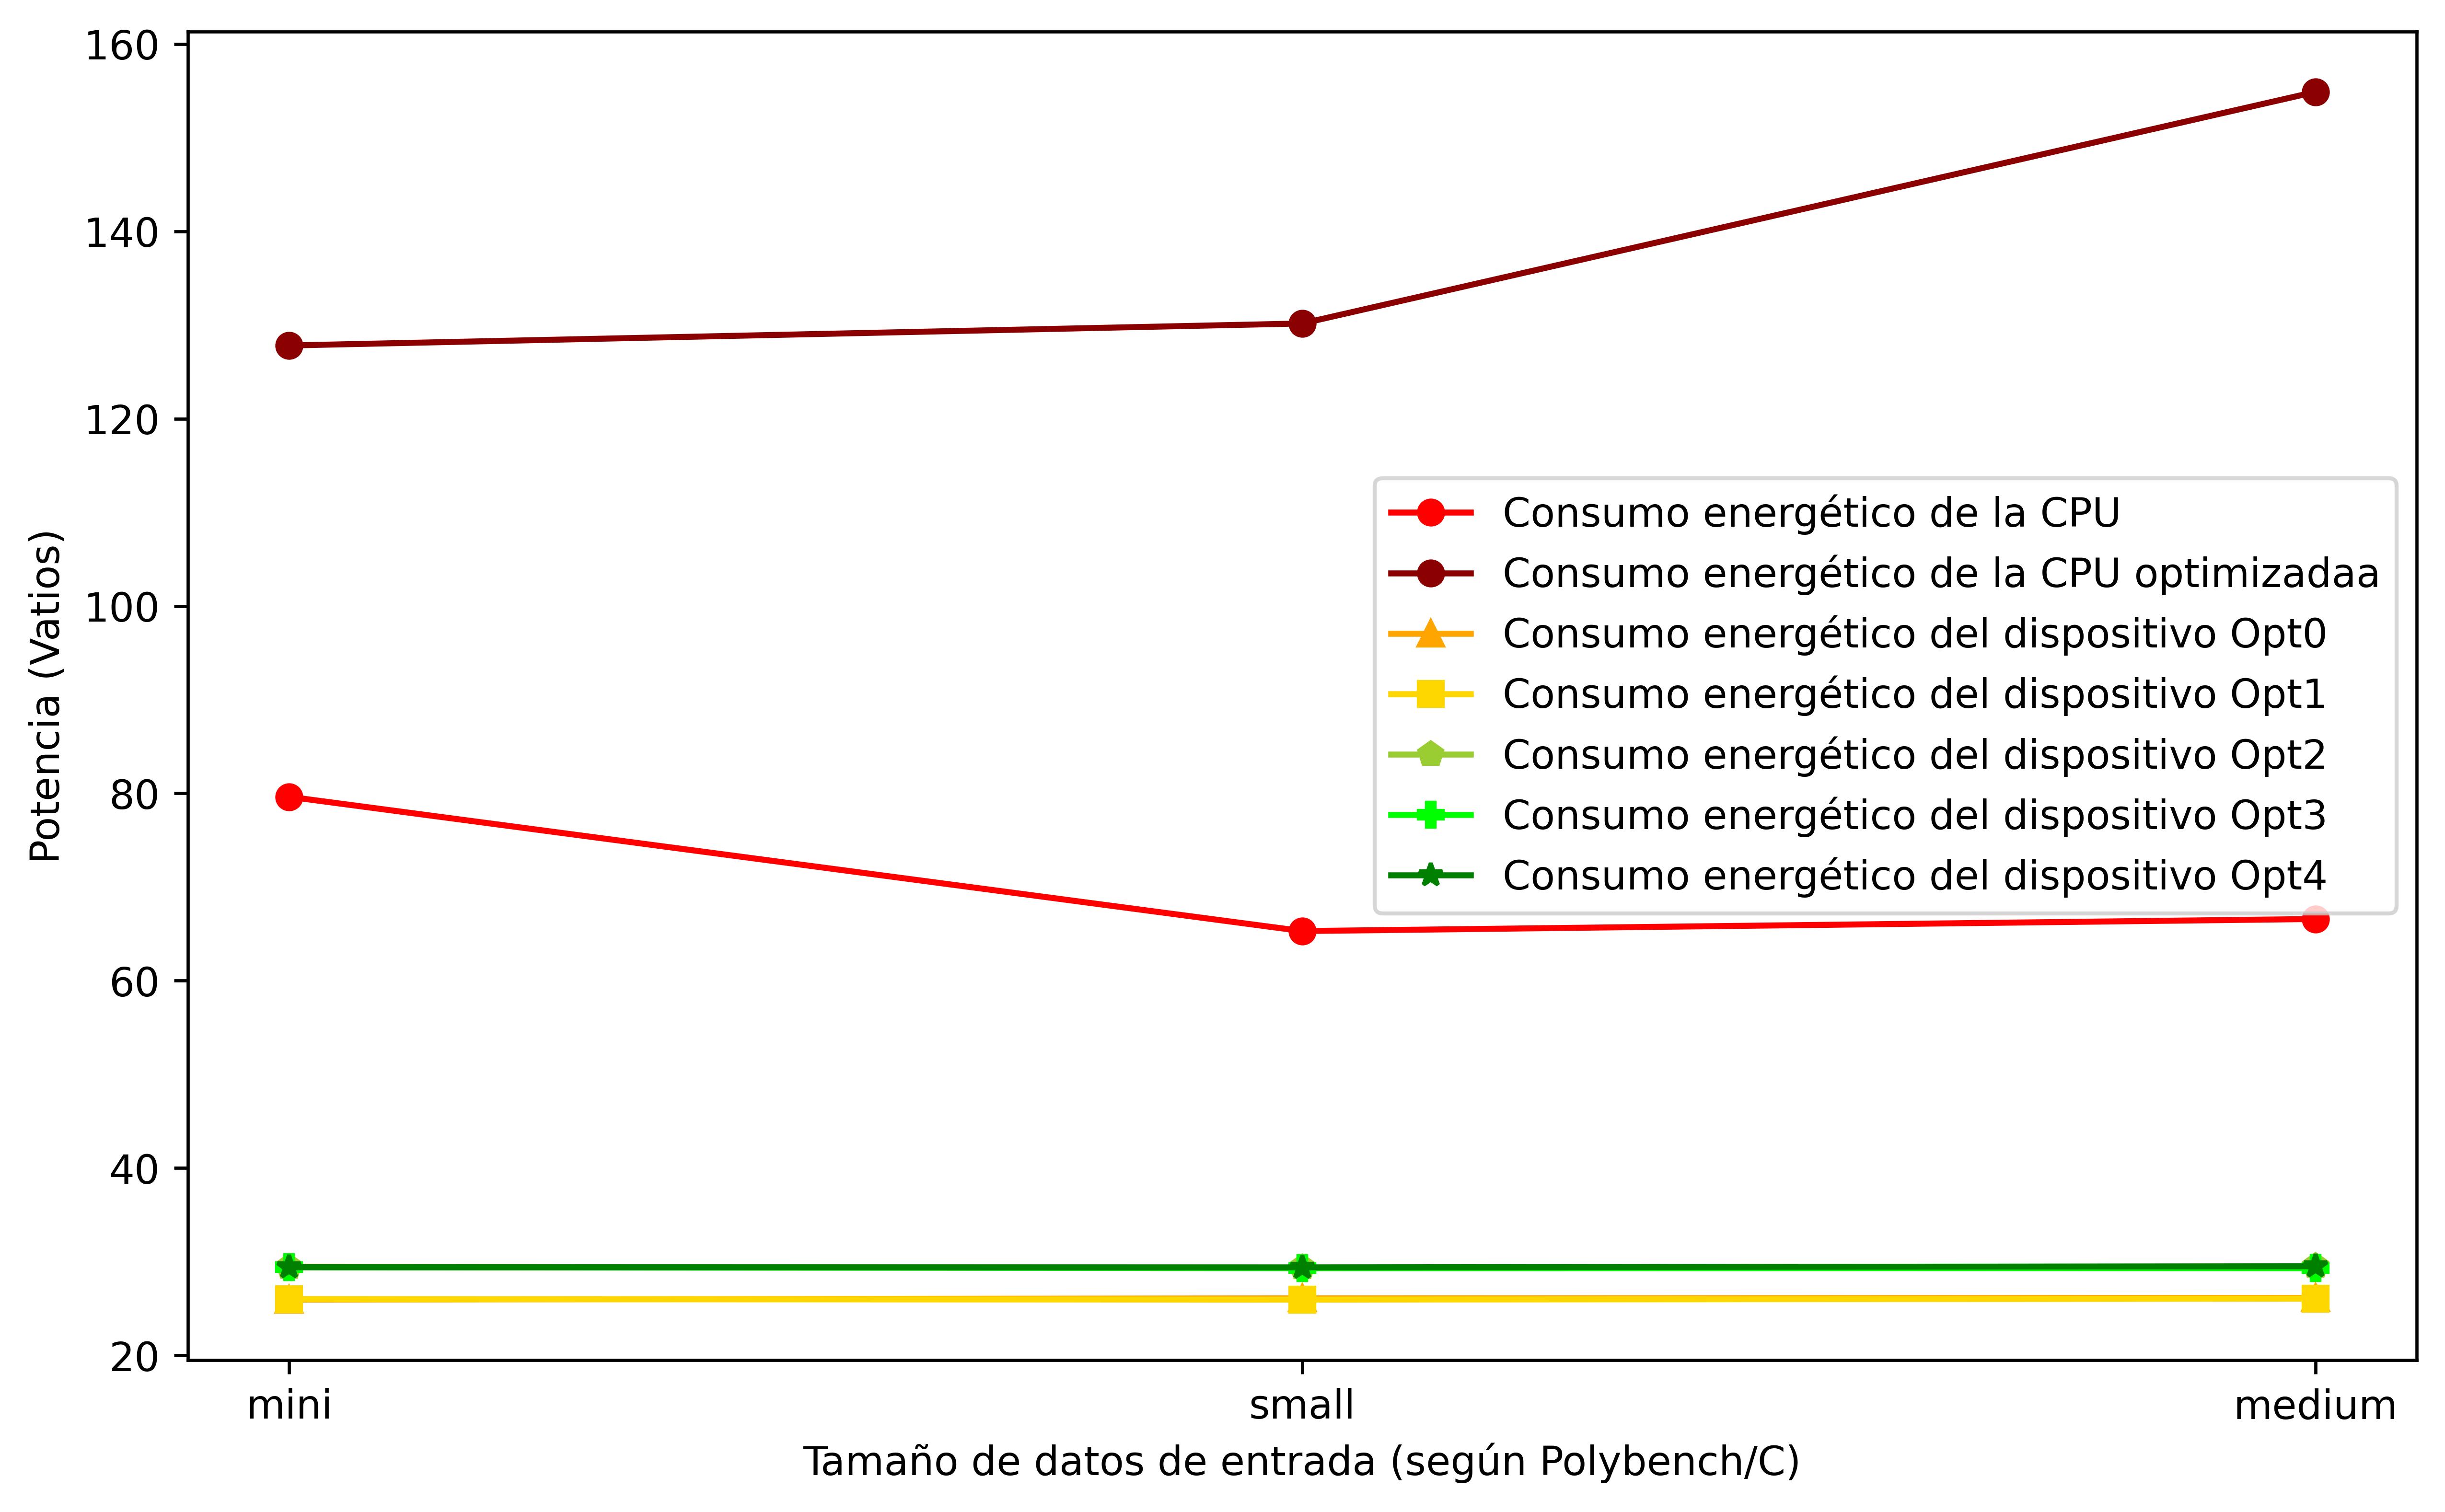 160
140
120
100
80
60
40
20
Potencia (Vatios)
Consumo energético de la CPU
Consumo energético de la CPU optimizadaa
Consumo energético del dispositivo Opt0
Consumo energético del dispositivo Opt1
Consumo energético del dispositivo Opt2
Consumo energético del dispositivo Opt3
Consumo energético del dispositivo Opt4
mini
small
medium
Tamaño de datos de entrada (según Polybench/C)